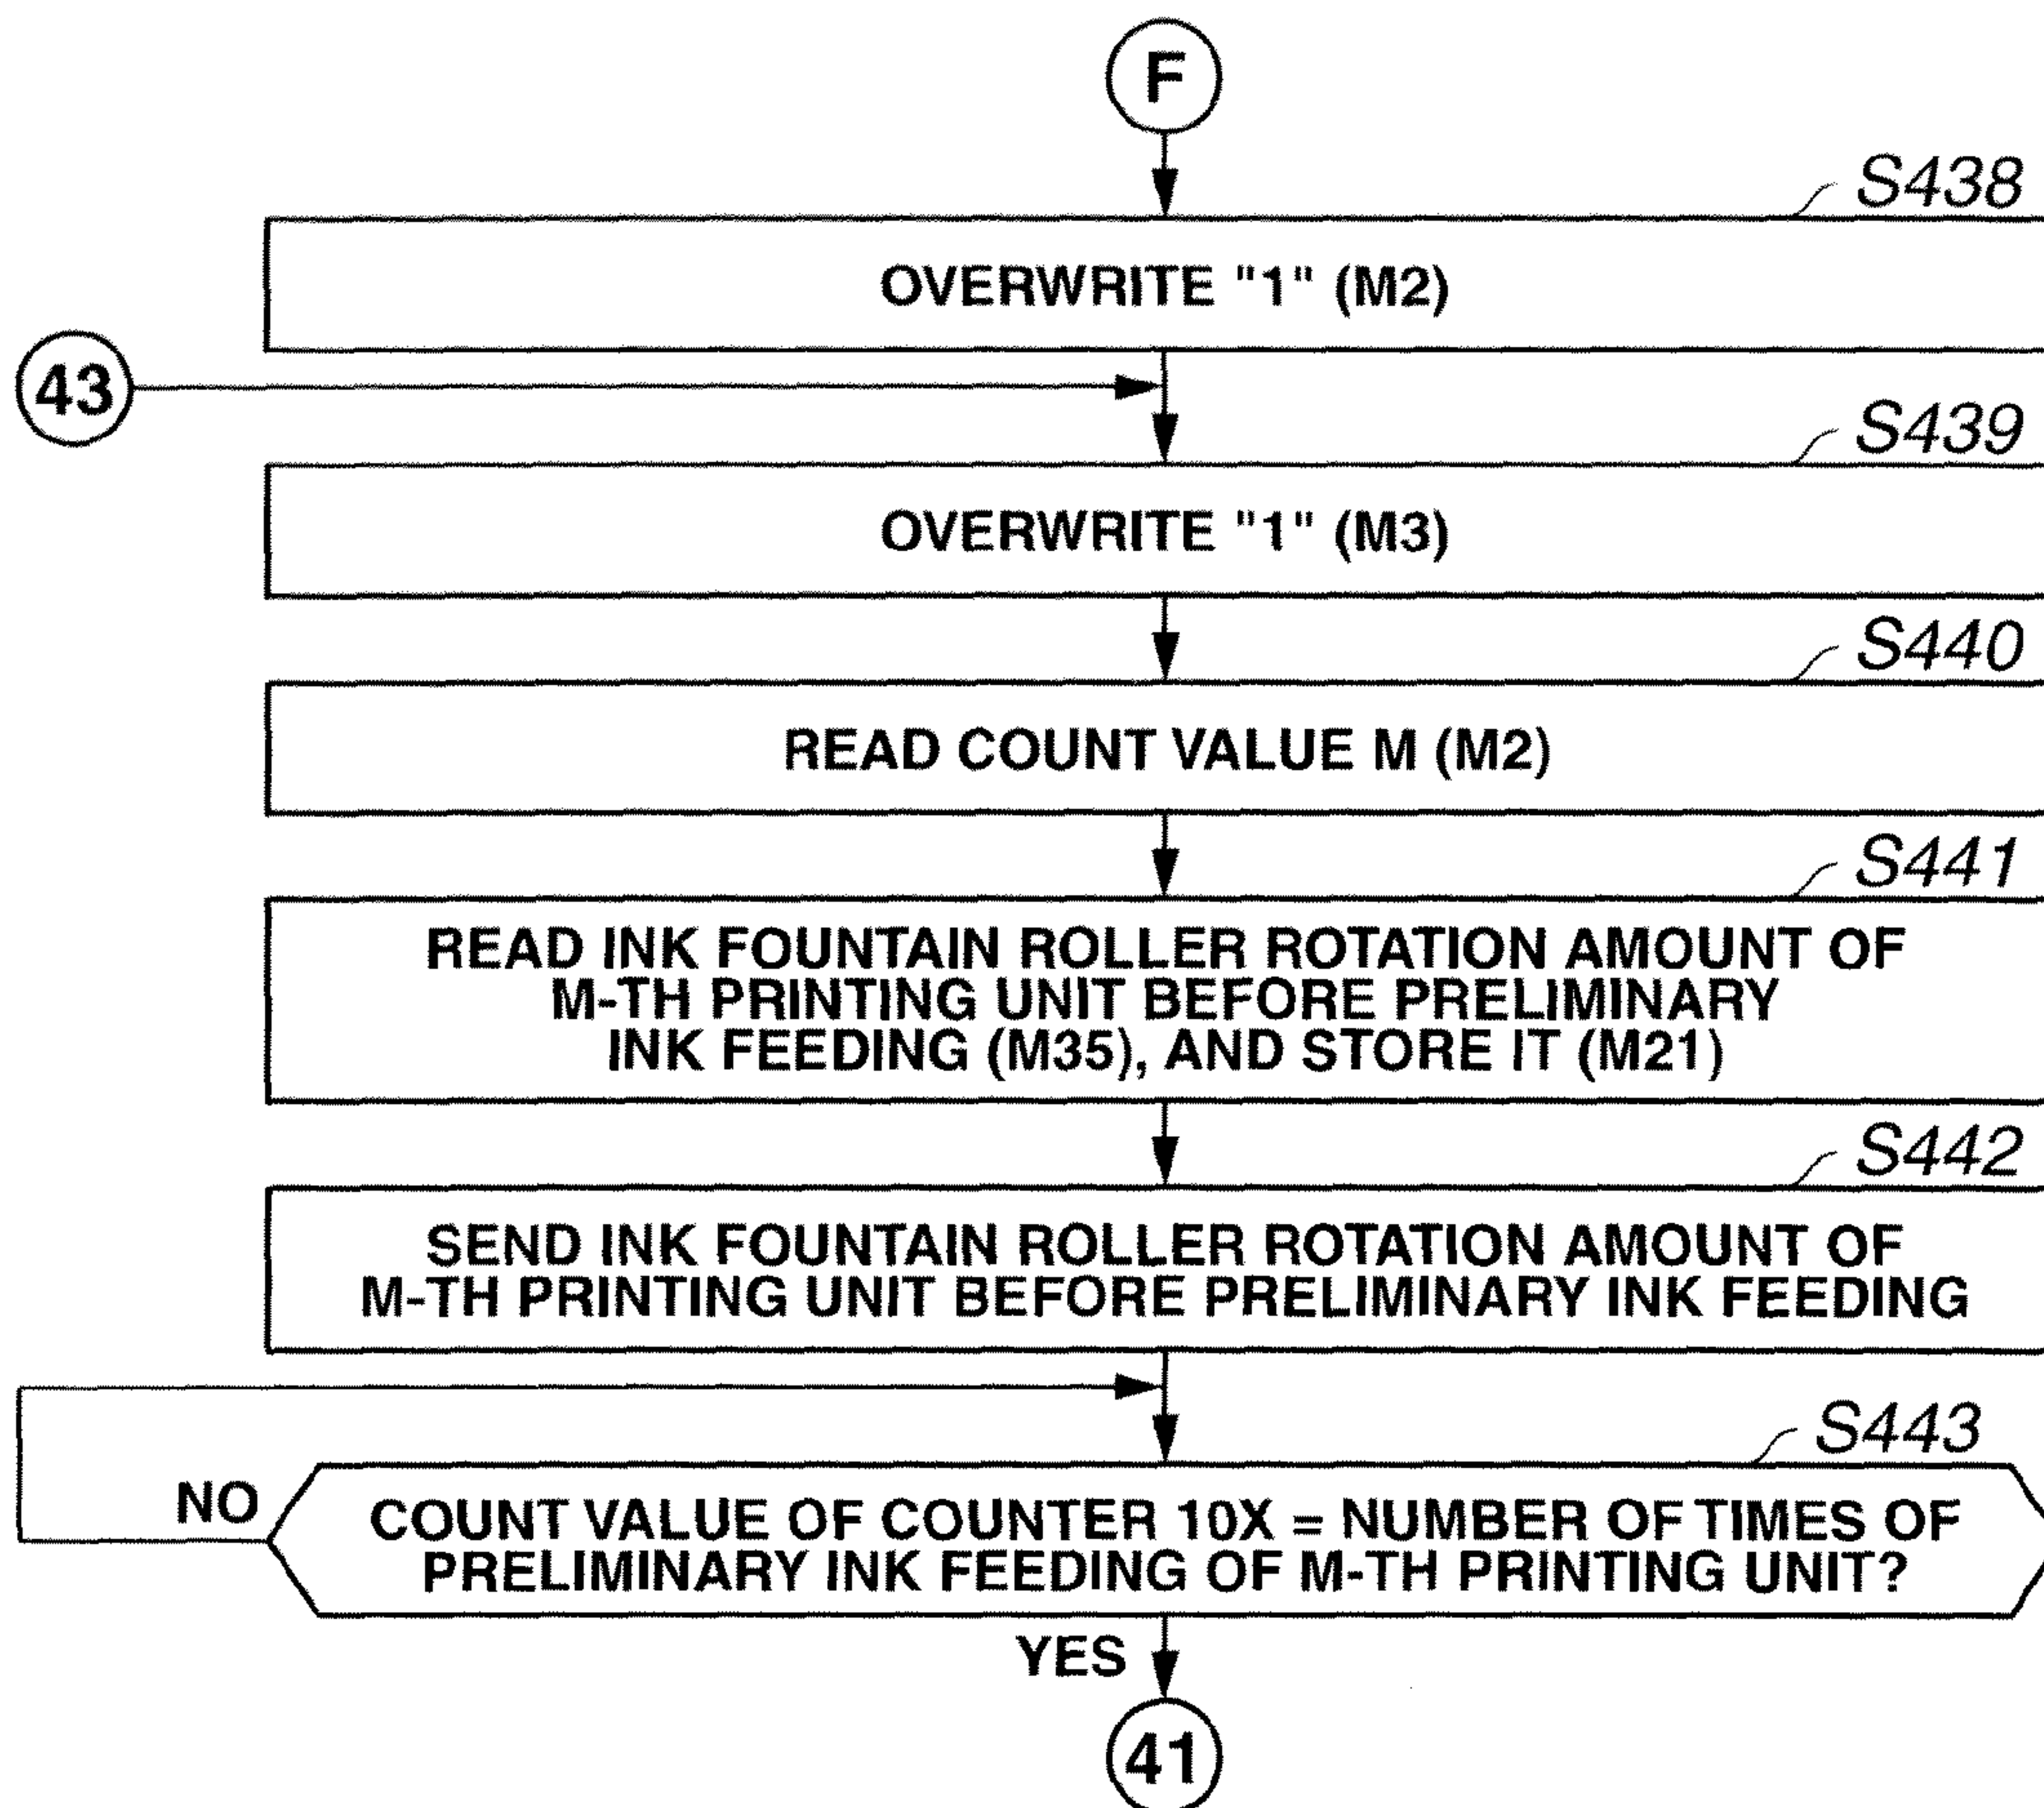 F
S438
OVERWRITE "1" (M2)
43
S439
OVERWRITE "1" (M3)
S440
READ COUNT VALUE M (M2)
S441
READ INK FOUNTAIN ROLLER ROTATION AMOUNT OF
M-TH PRINTING UNIT BEFORE PRELIMINARY
INK FEEDING (M35), AND STORE IT (M21)
S442
SEND INK FOUNTAIN ROLLER ROTATION AMOUNT OF
M-TH PRINTING UNIT BEFORE PRELIMINARY INK FEEDING
S443
NO
COUNT VALUE OF COUNTER 10X = NUMBER OF TIMES OF
PRELIMINARY INK FEEDING OF M-TH PRINTING UNIT?
YES
41